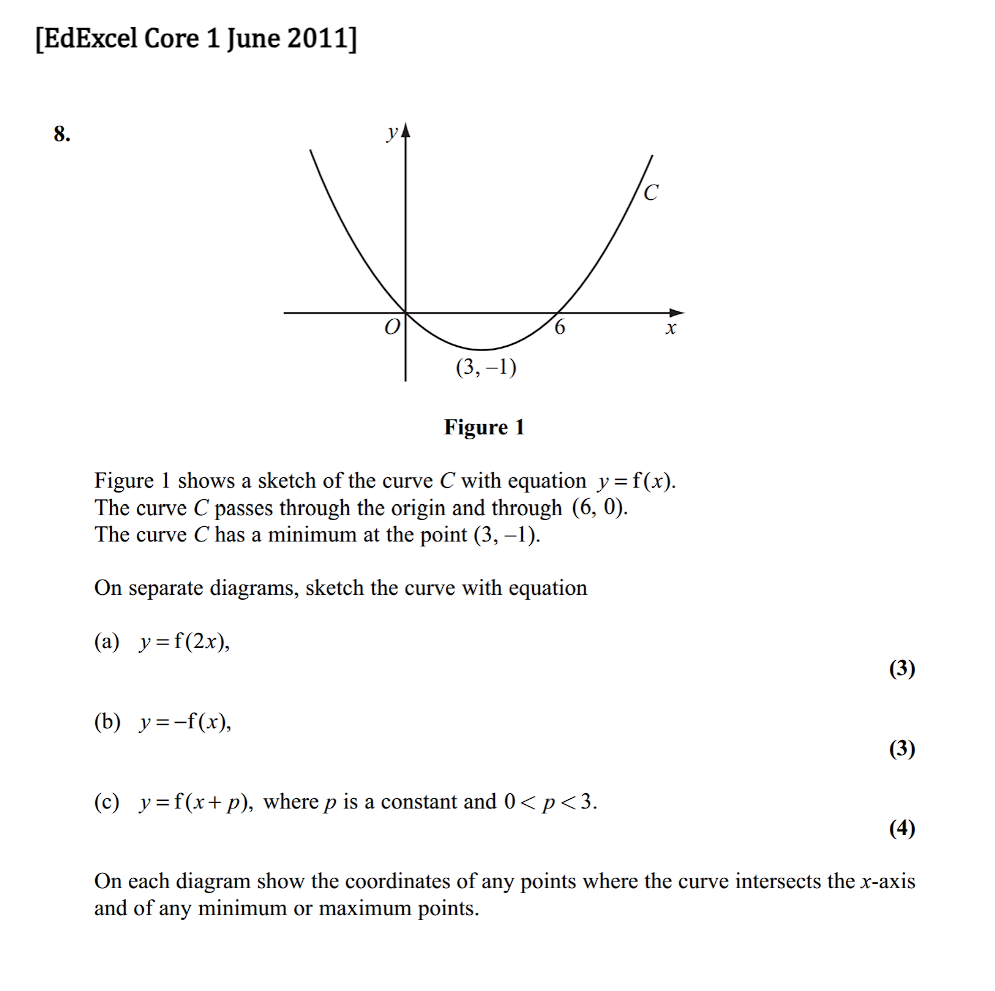 [EdExcel Core 1 June 2011]
8.
y
C
O
6
x
(3, –1)
Figure 1
Figure 1 shows a sketch of the curve C with equation y = f(x).
The curve C passes through the origin and through (6, 0).
The curve C has a minimum at the point (3, –1).
On separate diagrams, sketch the curve with equation
(a) y = f(2x),
(3)
(b) y = –f(x),
(3)
(c) y = f(x + p), where p is a constant and 0 < p < 3.
(4)
On each diagram show the coordinates of any points where the curve intersects the x-axis
and of any minimum or maximum points.